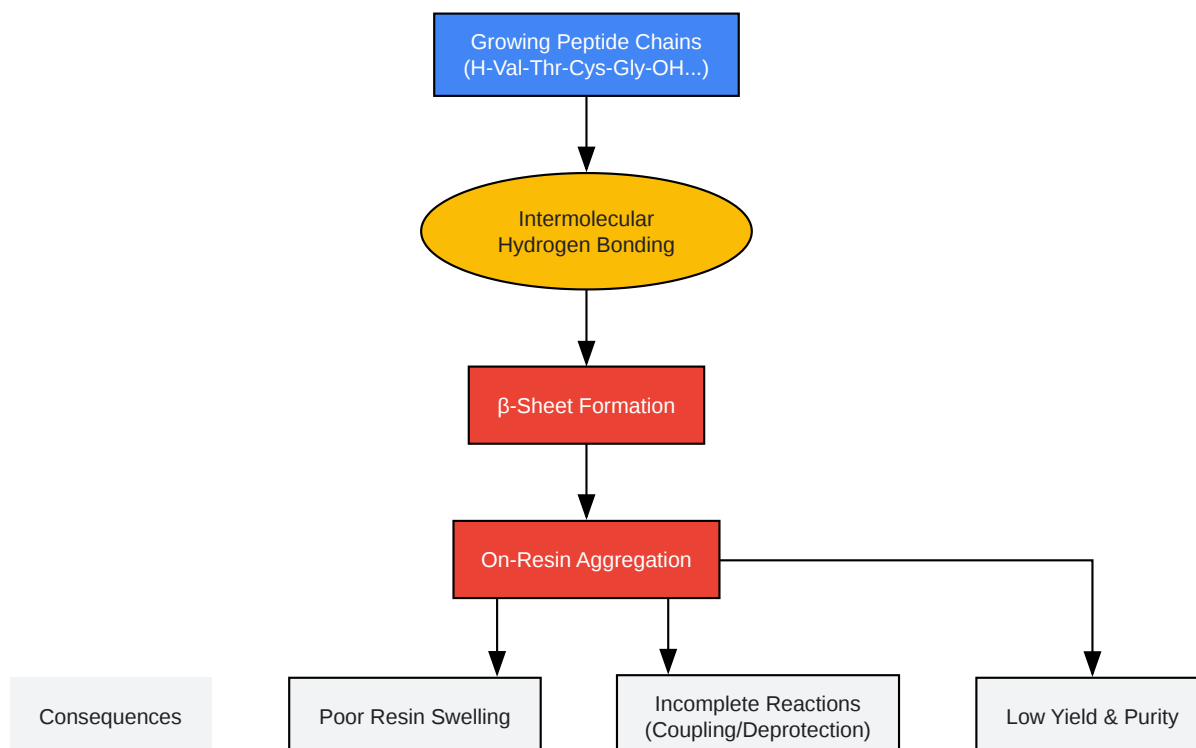 Growing Peptide Chains
(H-Val-Thr-Cys-Gly-OH...)
Intermolecular
Hydrogen Bonding
β-Sheet Formation
On-Resin Aggregation
Consequences
Poor Resin Swelling
Incomplete Reactions
(Coupling/Deprotection)
Low Yield & Purity